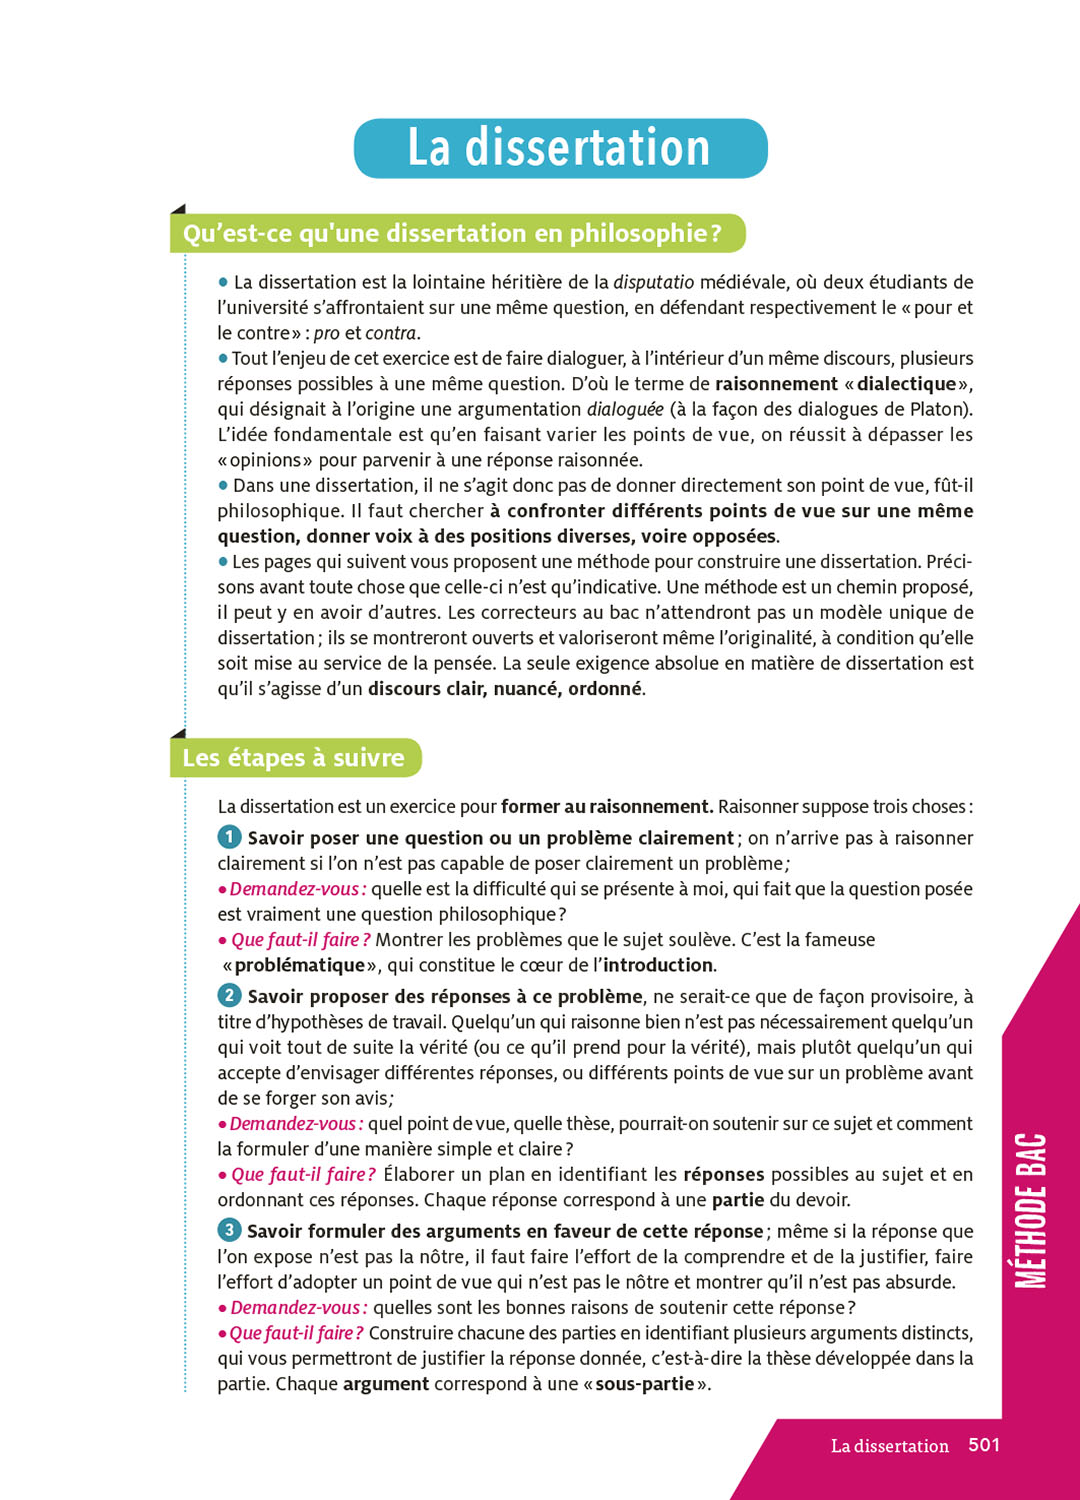 La dissertation
Qu’est-ce qu'une dissertation en philosophie ?
• La dissertation est la lointaine héritière de la disputatio médiévale, où deux étudiants de
l’université s’affrontaient sur une même question, en défendant respectivement le « pour et
le contre » : pro et contra.
• Tout l’enjeu de cet exercice est de faire dialoguer, à l’intérieur d’un même discours, plusieurs
réponses possibles à une même question. D’où le terme de raisonnement « dialectique »,
qui désignait à l’origine une argumentation dialoguée (à la façon des dialogues de Platon).
L’idée fondamentale est qu’en faisant varier les points de vue, on réussit à dépasser les
« opinions » pour parvenir à une réponse raisonnée.
• Dans une dissertation, il ne s’agit donc pas de donner directement son point de vue, fût-il
philosophique. Il faut chercher à confronter différents points de vue sur une même
question, donner voix à des positions diverses, voire opposées.
• Les pages qui suivent vous proposent une méthode pour construire une dissertation. Préci-
sons avant toute chose que celle-ci n’est qu’indicative. Une méthode est un chemin proposé,
il peut y en avoir d’autres. Les correcteurs au bac n’attendront pas un modèle unique de
dissertation ; ils se montreront ouverts et valoriseront même l’originalité, à condition qu’elle
soit mise au service de la pensée. La seule exigence absolue en matière de dissertation est
qu’il s’agisse d’un discours clair, nuancé, ordonné.
Les étapes à suivre
La dissertation est un exercice pour former au raisonnement. Raisonner suppose trois choses :
1 Savoir poser une question ou un problème clairement ; on n’arrive pas à raisonner
clairement si l’on n’est pas capable de poser clairement un problème ;
• Demandez-vous : quelle est la difficulté qui se présente à moi, qui fait que la question posée
est vraiment une question philosophique ?
• Que faut-il faire ? Montrer les problèmes que le sujet soulève. C’est la fameuse
« problématique », qui constitue le cœur de l’introduction.
2 Savoir proposer des réponses à ce problème, ne serait-ce que de façon provisoire, à
titre d’hypothèses de travail. Quelqu’un qui raisonne bien n’est pas nécessairement quelqu’un
qui voit tout de suite la vérité (ou ce qu’il prend pour la vérité), mais plutôt quelqu’un qui
accepte d’envisager différentes réponses, ou différents points de vue sur un problème avant
de se forger son avis ;
• Demandez-vous : quel point de vue, quelle thèse, pourrait-on soutenir sur ce sujet et comment
la formuler d’une manière simple et claire ?
• Que faut-il faire ? Élaborer un plan en identifiant les réponses possibles au sujet et en
ordonnant ces réponses. Chaque réponse correspond à une partie du devoir.
3 Savoir formuler des arguments en faveur de cette réponse ; même si la réponse que
l’on expose n’est pas la nôtre, il faut faire l’effort de la comprendre et de la justifier, faire
l’effort d’adopter un point de vue qui n’est pas le nôtre et montrer qu’il n’est pas absurde.
• Demandez-vous : quelles sont les bonnes raisons de soutenir cette réponse ?
• Que faut-il faire ? Construire chacune des parties en identifiant plusieurs arguments distincts,
qui vous permettront de justifier la réponse donnée, c’est-à-dire la thèse développée dans la
partie. Chaque argument correspond à une « sous-partie ».
MÉTHODE BAC
La dissertation 501